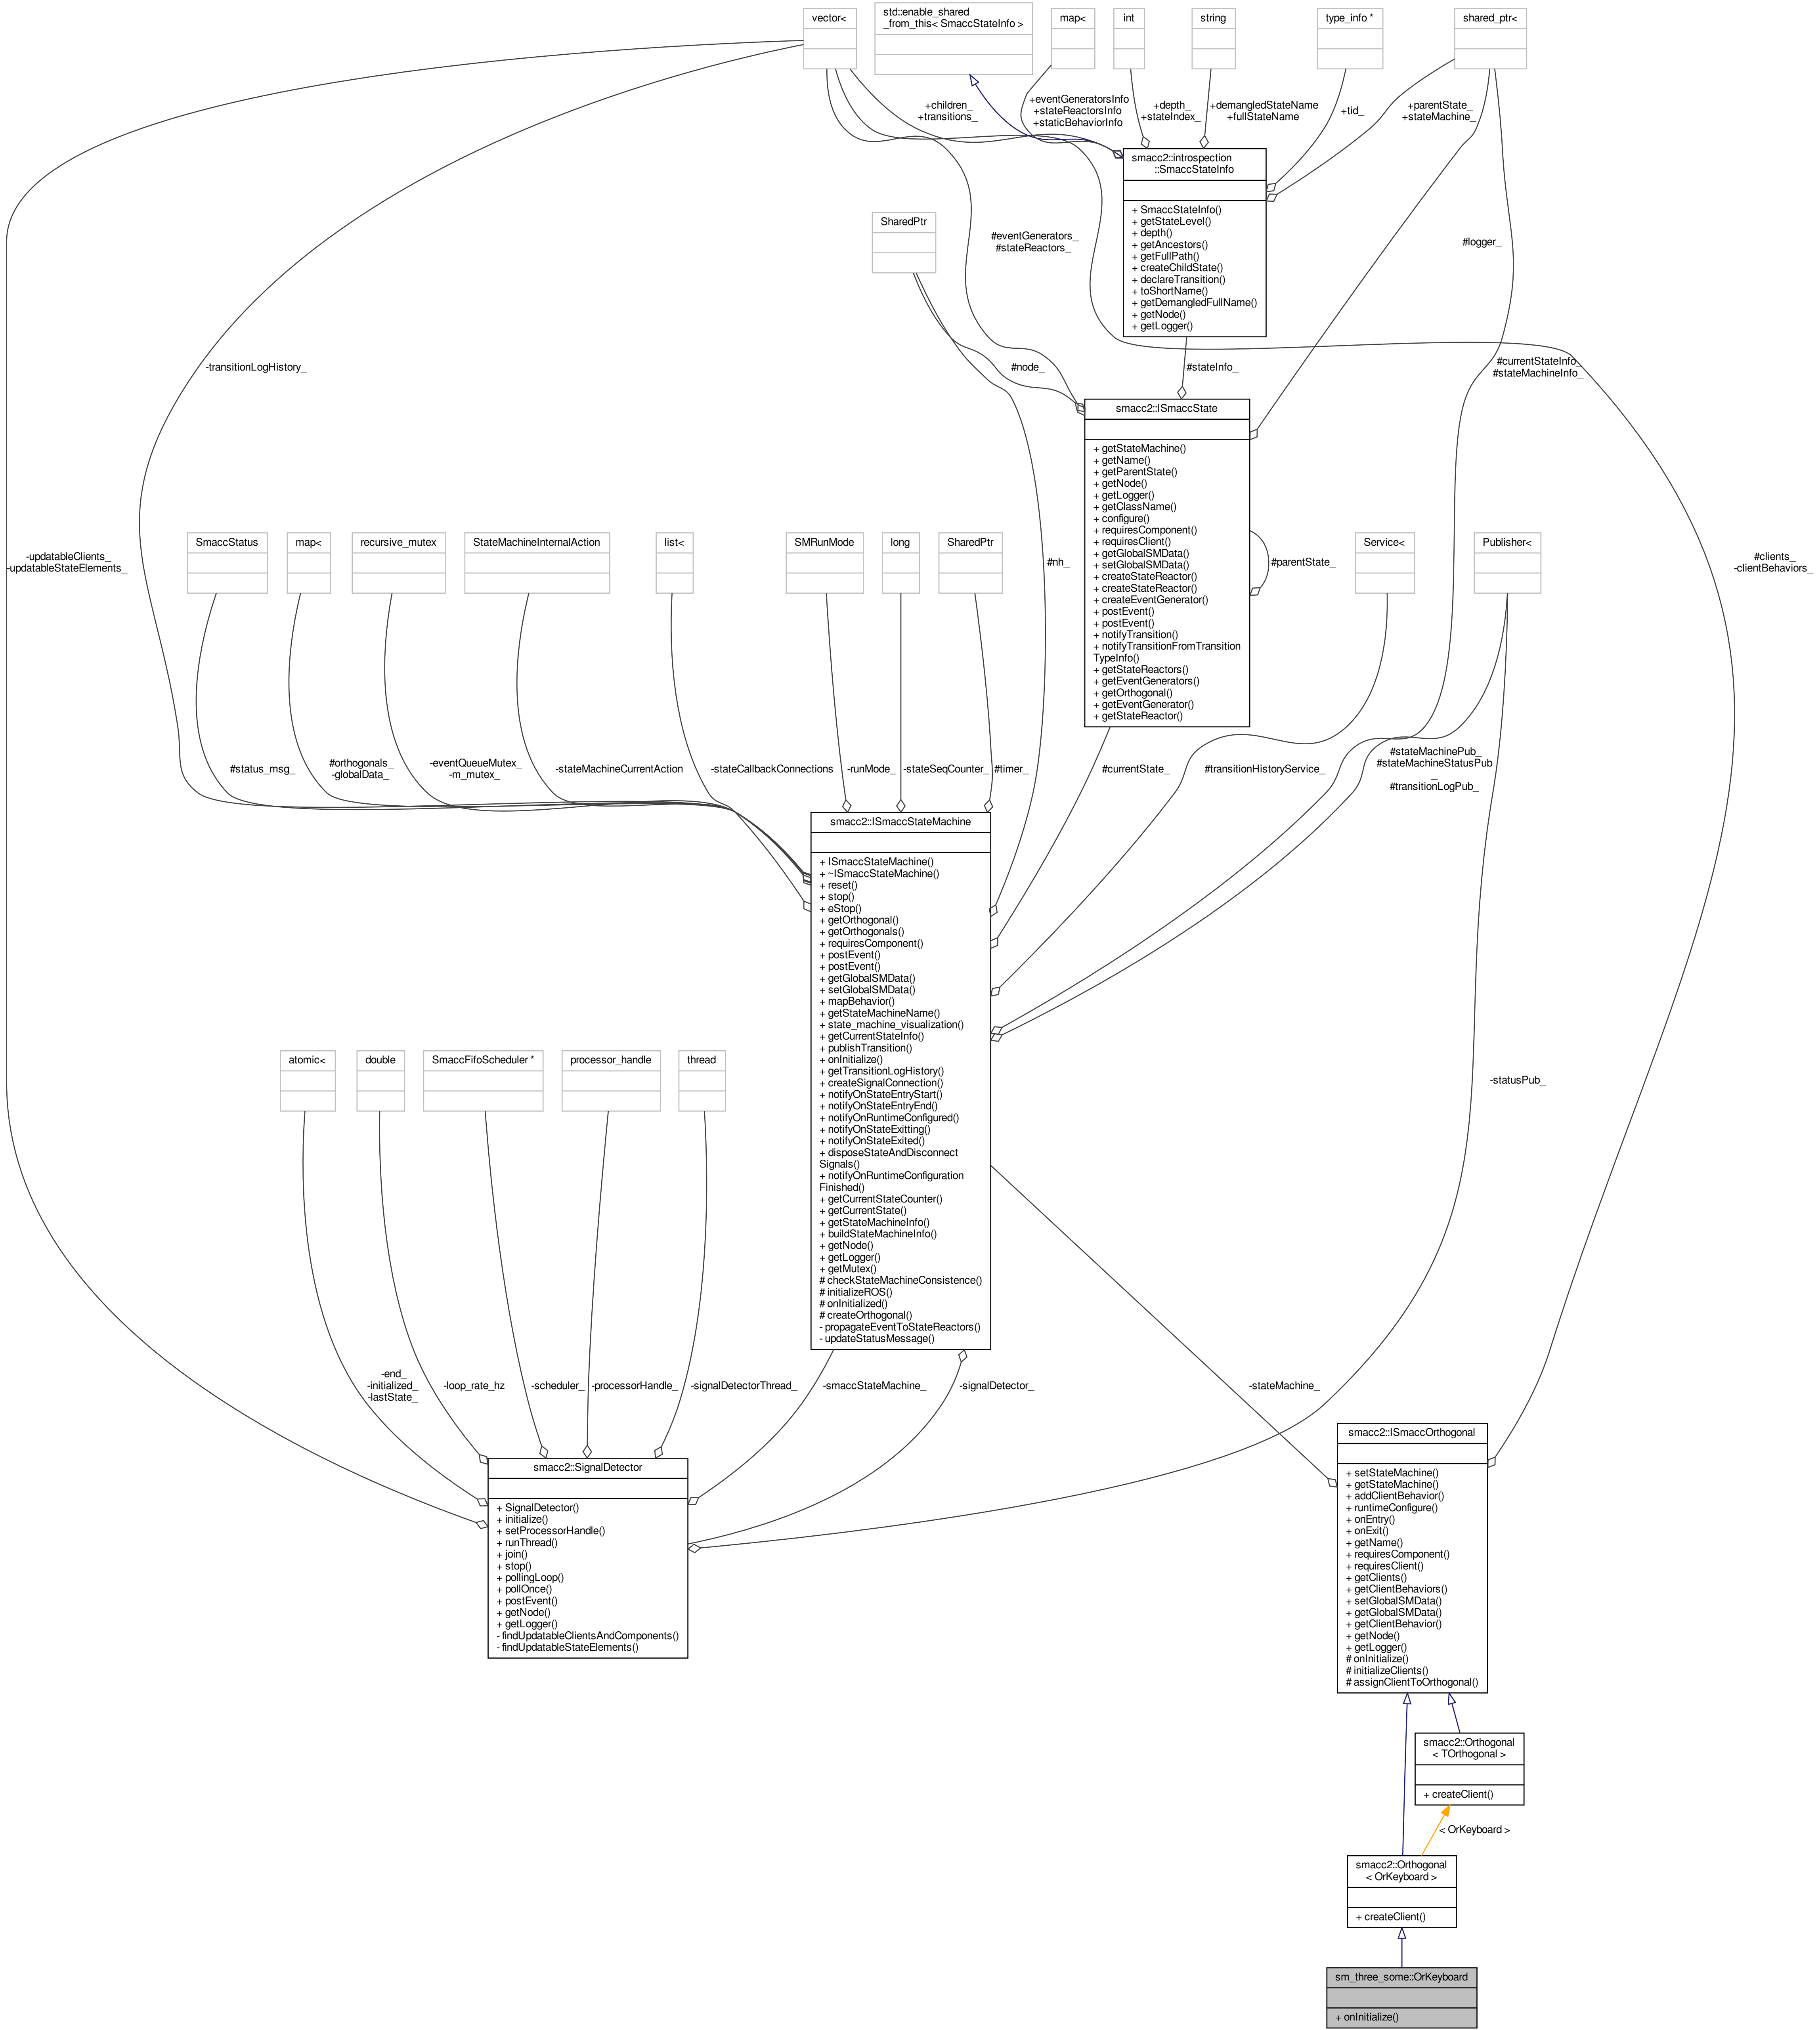 vector<
std::enable_shared
_from_this< SmaccStateInfo >
map<
int
string
type_info *
shared_ptr<
+children_
+transitions_
+eventGeneratorsInfo
+stateReactorsInfo
+staticBehaviorInfo
+depth_
+stateIndex_
+demangledStateName
+fullStateName
+tid_
+parentState_
+stateMachine_
smacc2::introspection
::SmaccStateInfo
+ SmaccStateInfo()
+ getStateLevel()
+ depth()
+ getAncestors()
+ getFullPath()
+ createChildState()
+ declareTransition()
+ toShortName()
+ getDemangledFullName()
+ getNode()
+ getLogger()
SharedPtr
#eventGenerators_
#stateReactors_
#logger_
-transitionLogHistory_
#node_
#stateInfo_
#currentStateInfo_
#stateMachineInfo_
smacc2::ISmaccState
+ getStateMachine()
+ getName()
+ getParentState()
+ getNode()
+ getLogger()
+ getClassName()
+ configure()
+ requiresComponent()
+ requiresClient()
+ getGlobalSMData()
+ setGlobalSMData()
+ createStateReactor()
+ createStateReactor()
+ createEventGenerator()
+ postEvent()
+ postEvent()
+ notifyTransition()
+ notifyTransitionFromTransition
TypeInfo()
+ getStateReactors()
+ getEventGenerators()
+ getOrthogonal()
+ getEventGenerator()
+ getStateReactor()
#parentState_
-updatableClients_
-updatableStateElements_
SmaccStatus
map<
recursive_mutex
StateMachineInternalAction
list<
SMRunMode
long
SharedPtr
#nh_
Service<
Publisher<
#clients_
-clientBehaviors_
#status_msg_
#orthogonals_
-globalData_
-eventQueueMutex_
-m_mutex_
-stateMachineCurrentAction
-stateCallbackConnections
-runMode_
-stateSeqCounter_
#timer_
#currentState_
#transitionHistoryService_
#stateMachinePub_
#stateMachineStatusPub
_
#transitionLogPub_
smacc2::ISmaccStateMachine
+ ISmaccStateMachine()
+ ~ISmaccStateMachine()
+ reset()
+ stop()
+ eStop()
+ getOrthogonal()
+ getOrthogonals()
+ requiresComponent()
+ postEvent()
+ postEvent()
+ getGlobalSMData()
+ setGlobalSMData()
+ mapBehavior()
+ getStateMachineName()
+ state_machine_visualization()
+ getCurrentStateInfo()
+ publishTransition()
+ onInitialize()
+ getTransitionLogHistory()
+ createSignalConnection()
+ notifyOnStateEntryStart()
+ notifyOnStateEntryEnd()
+ notifyOnRuntimeConfigured()
+ notifyOnStateExitting()
+ notifyOnStateExited()
+ disposeStateAndDisconnect
Signals()
+ notifyOnRuntimeConfiguration
Finished()
+ getCurrentStateCounter()
+ getCurrentState()
+ getStateMachineInfo()
+ buildStateMachineInfo()
+ getNode()
+ getLogger()
+ getMutex()
# checkStateMachineConsistence()
# initializeROS()
# onInitialized()
# createOrthogonal()
- propagateEventToStateReactors()
- updateStatusMessage()
atomic<
double
SmaccFifoScheduler *
processor_handle
thread
-statusPub_
-end_
-initialized_
-lastState_
-loop_rate_hz
-scheduler_
-processorHandle_
-signalDetectorThread_
-smaccStateMachine_
-signalDetector_
-stateMachine_
smacc2::SignalDetector
+ SignalDetector()
+ initialize()
+ setProcessorHandle()
+ runThread()
+ join()
+ stop()
+ pollingLoop()
+ pollOnce()
+ postEvent()
+ getNode()
+ getLogger()
- findUpdatableClientsAndComponents()
- findUpdatableStateElements()
smacc2::ISmaccOrthogonal
+ setStateMachine()
+ getStateMachine()
+ addClientBehavior()
+ runtimeConfigure()
+ onEntry()
+ onExit()
+ getName()
+ requiresComponent()
+ requiresClient()
+ getClients()
+ getClientBehaviors()
+ setGlobalSMData()
+ getGlobalSMData()
+ getClientBehavior()
+ getNode()
+ getLogger()
# onInitialize()
# initializeClients()
# assignClientToOrthogonal()
smacc2::Orthogonal
< TOrthogonal >
+ createClient()
< OrKeyboard >
smacc2::Orthogonal
< OrKeyboard >
+ createClient()
sm_three_some::OrKeyboard
+ onInitialize()